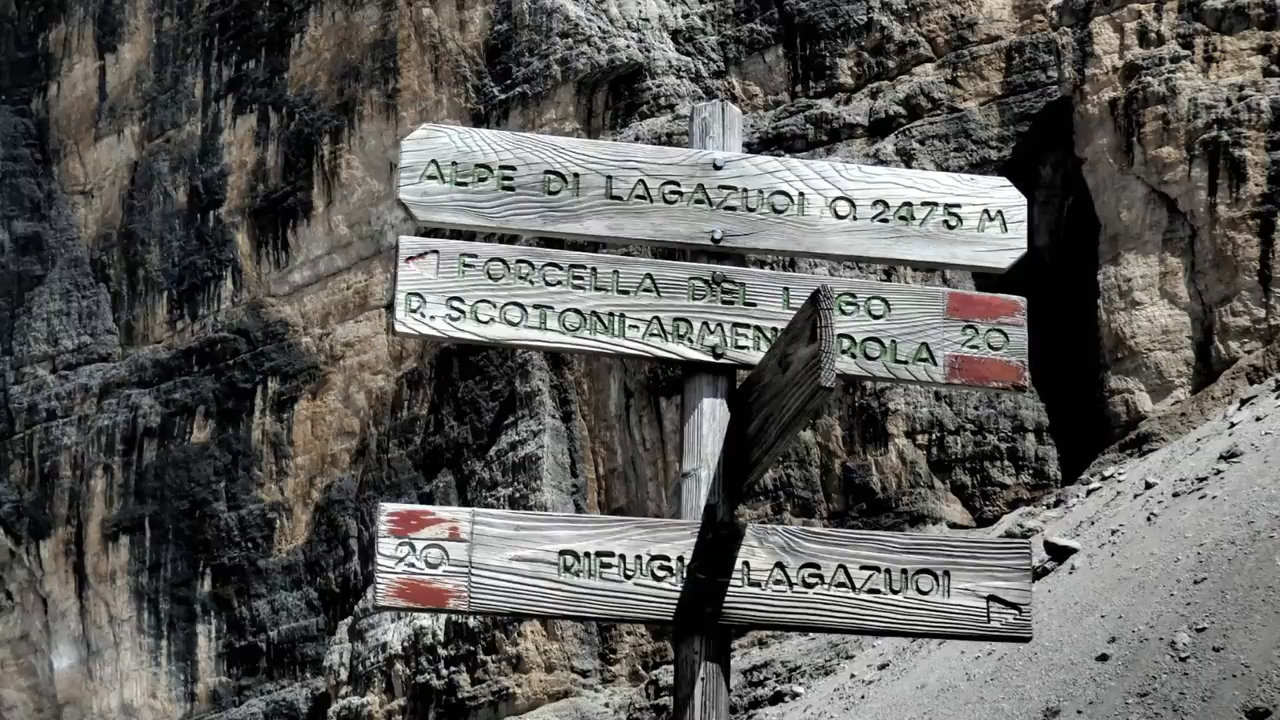 ALPE DI LAGAZUOI Q. 2475 M
FORCELLA DEL L GO
R. SCOTONI-ARMEN ROLA
20
20
RIFUGI LAGAZUOI